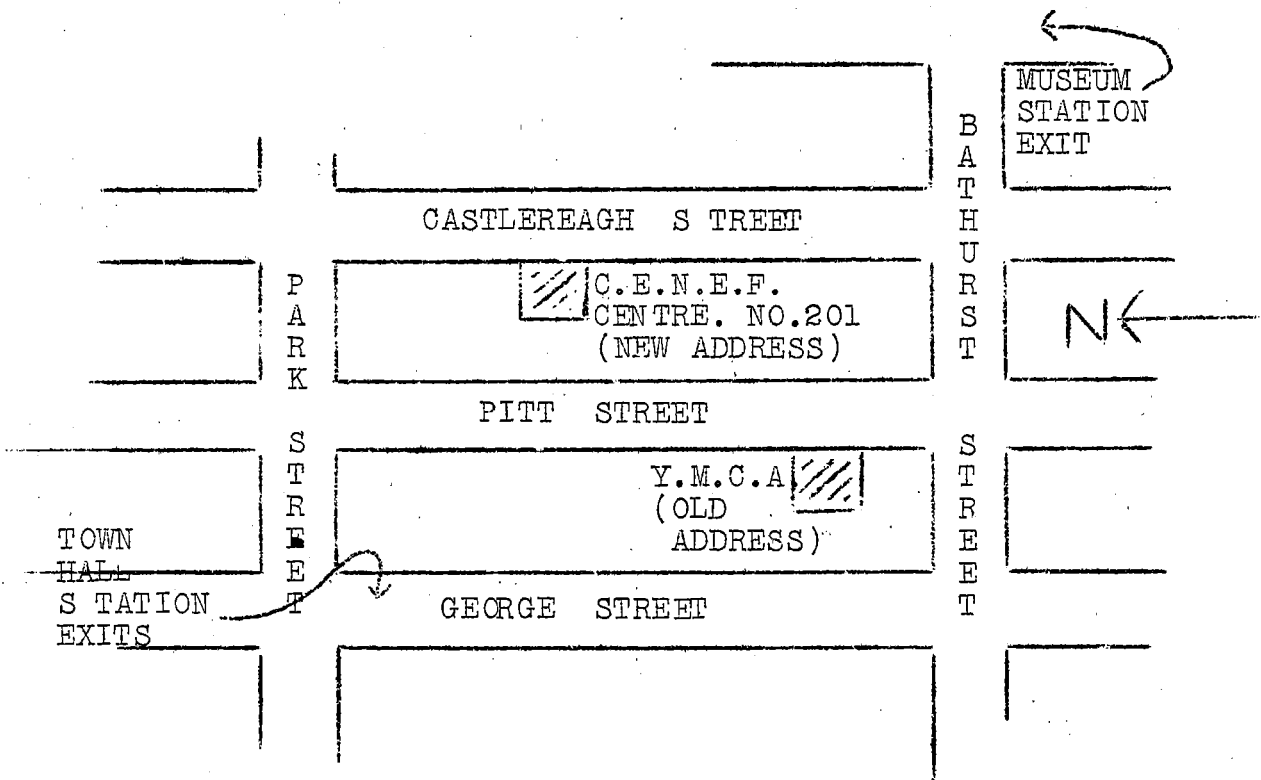 MUSEUM
STATION
EXIT
BATHURST STREET
CASTLEREAGH S TREET
PARK STREET
C.E.N.E.F.
CENTRE. NO.201
(NEW ADDRESS)
N
PITT STREET
Y.M.C.A
(OLD
ADDRESS)
TOWN
HALL
S TATION
EXITS
GEORGE STREET